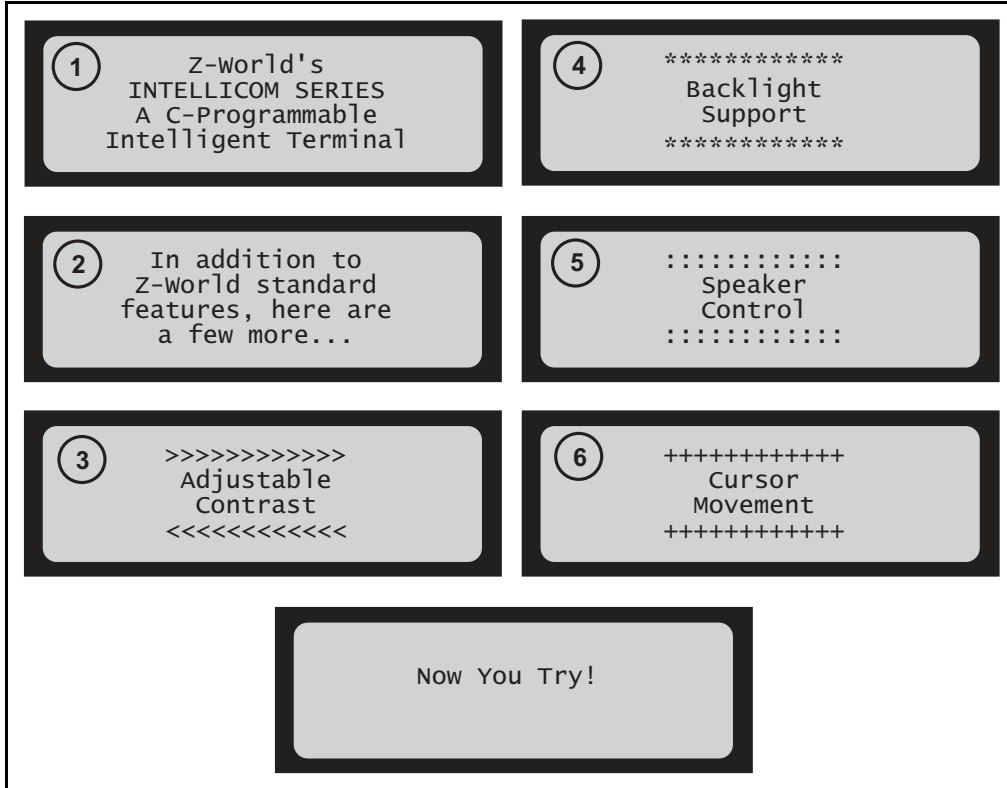 1
Z-World's
INTELLICOM SERIES
A C-Programmable
Intelligent Terminal
2
In addition to
Z-World standard
features, here are
a few more...
3
>>>>>>>>>>>>
Adjustable
Contrast
<<<<<<<<<<<<
4
************
Backlight
Support
************
5
::::::::::::
Speaker
Control
::::::::::::
6
++++++++++++
Cursor
Movement
++++++++++++
Now You Try!